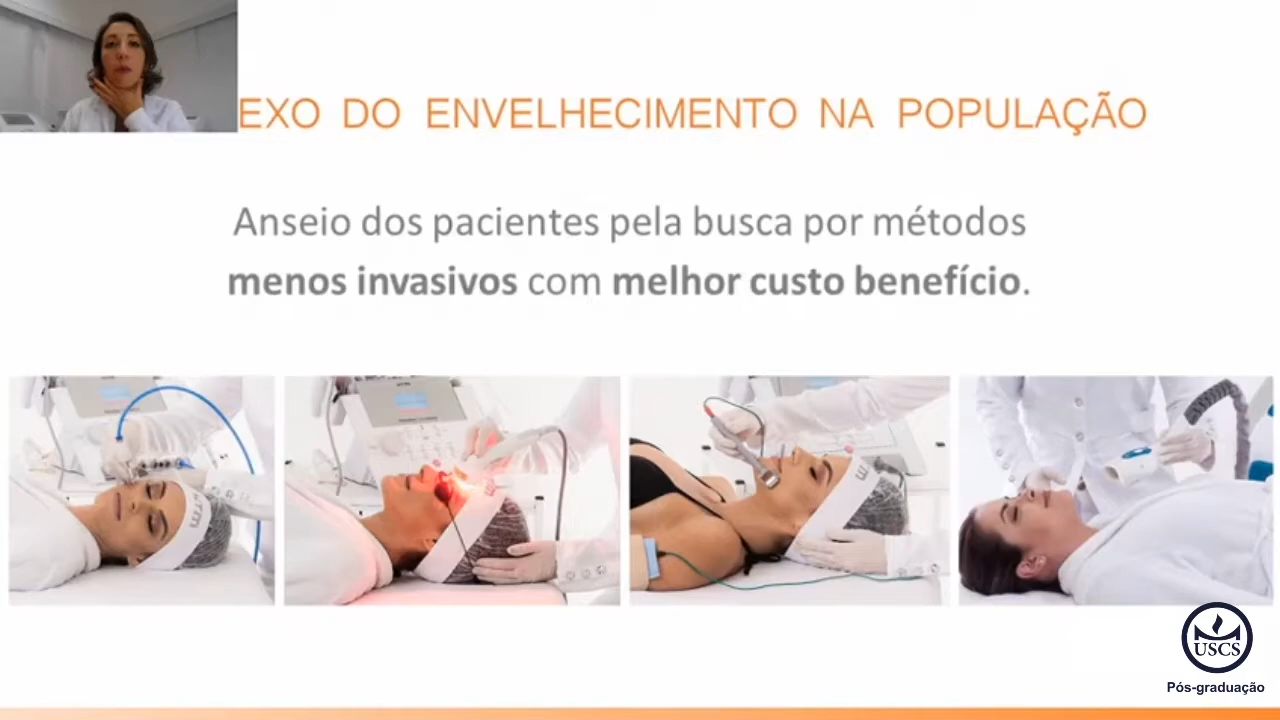 EXO DO ENVELHECIMENTO NA POPULAÇÃO
Anseio dos pacientes pela busca por métodos
menos invasivos com melhor custo benefício.
USCS
Pós-graduação